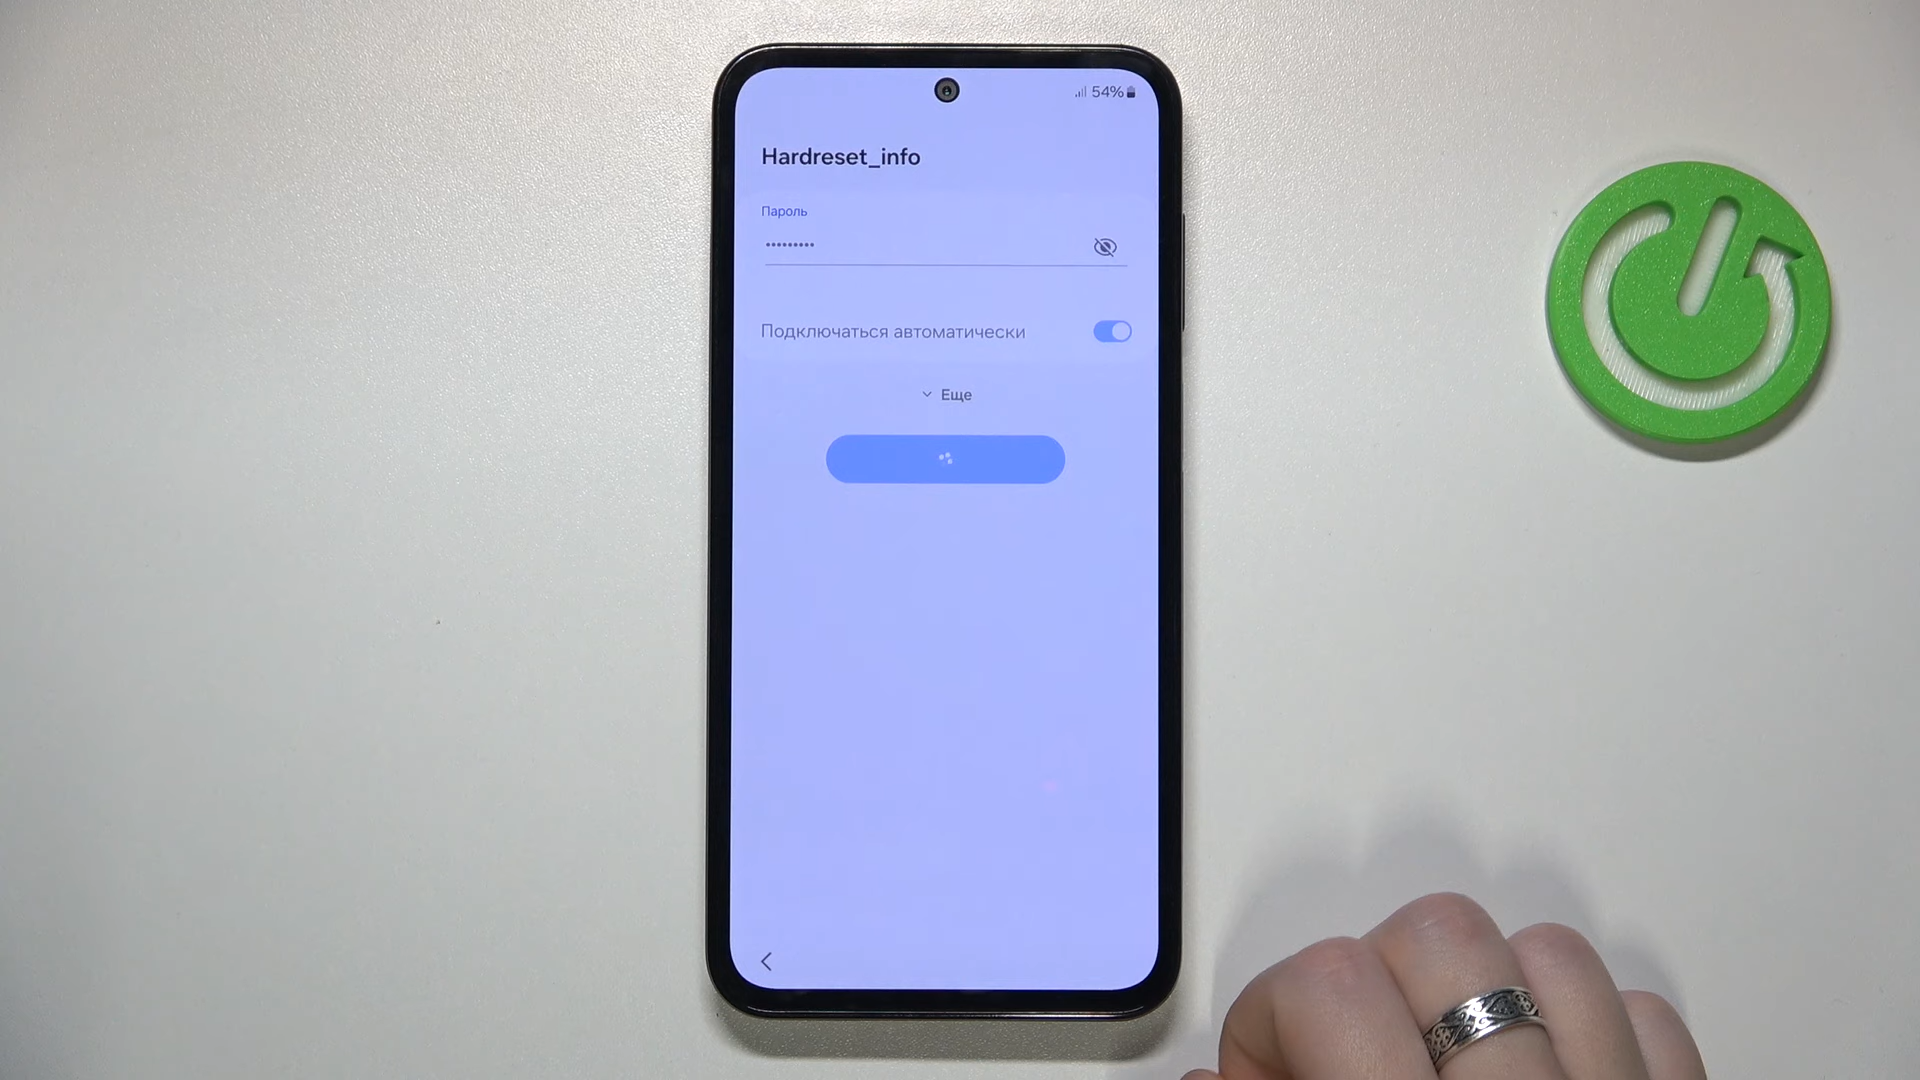 54%
Hardreset_info
Пароль
•••••••••
Подключаться автоматически
Еще